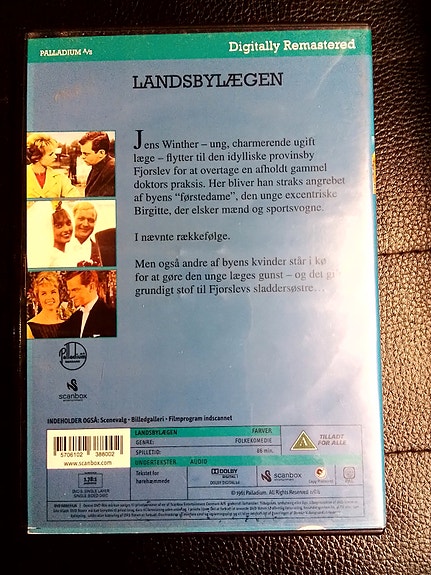 PALLADIUM A/S
Digitally Remastered
LANDSBYLÆGEN
Jens Winther – ung, charmerende ugift
læge – flytter til den idylliske provinsby
Fjorslev for at overtage en afholdt gammel
doktors praksis. Her bliver han straks angrebet
af byens "førstedame", den unge excentriske
Birgitte, der elsker mænd og sportsvogne.
I nævnte rækkefølge.
Men også andre af byens kvinder står i kø
for at gøre den unge læges gunst – og det gi'
grundigt stof til Fjorslevs sladdersøstre…
Palladium
scanbox
INDEHOLDER OGSÅ: Scenevalg • Billedgalleri • Filmprogram indscannet
LANDSBYLÆGEN
FARVER
GENRE:
FOLKEKOMEDIE
SPILLETID:
86 min.
UNDERTEKSTER:
AUDIO
Tekstet for
hørehæmmede
DOLBY
DIGITAL
scanbox
A
TILLADT
FOR ALLE
5706102 388002
www.scanbox.com
Palladium. All Rights Reserved.